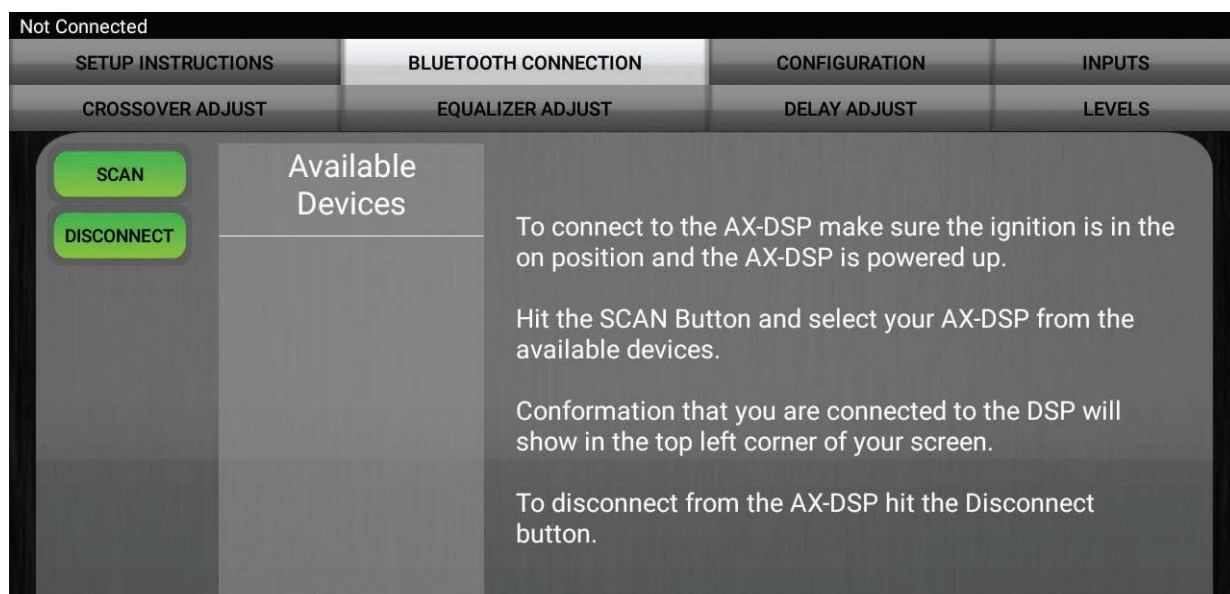 Not Connected
SETUP INSTRUCTIONS
BLUETOOTH CONNECTION
CONFIGURATION
INPUTS
CROSSOVER ADJUST
EQUALIZER ADJUST
DELAY ADJUST
LEVELS
SCAN
DISCONNECT
Available
Devices
To connect to the AX-DSP make sure the ignition is in the
on position and the AX-DSP is powered up.
Hit the SCAN Button and select your AX-DSP from the
available devices.
Conformation that you are connected to the DSP will
show in the top left corner of your screen.
To disconnect from the AX-DSP hit the Disconnect
button.